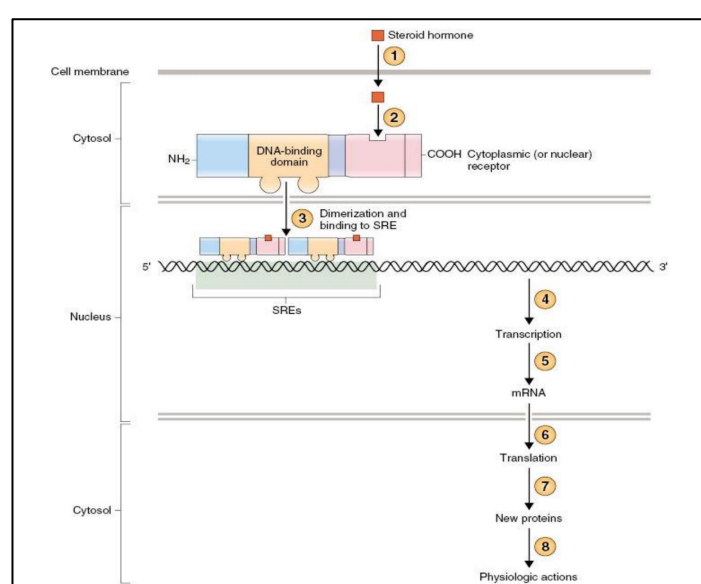 Steroid hormone
1
Cell membrane
2
Cytosol
NH2
DNA-binding
domain
COOH Cytoplasmic (or nuclear)
receptor
3
Dimerization and
binding to SRE
5'
3'
SREs
Nucleus
4
Transcription
5
mRNA
6
Translation
7
Cytosol
New proteins
8
Physiologic actions